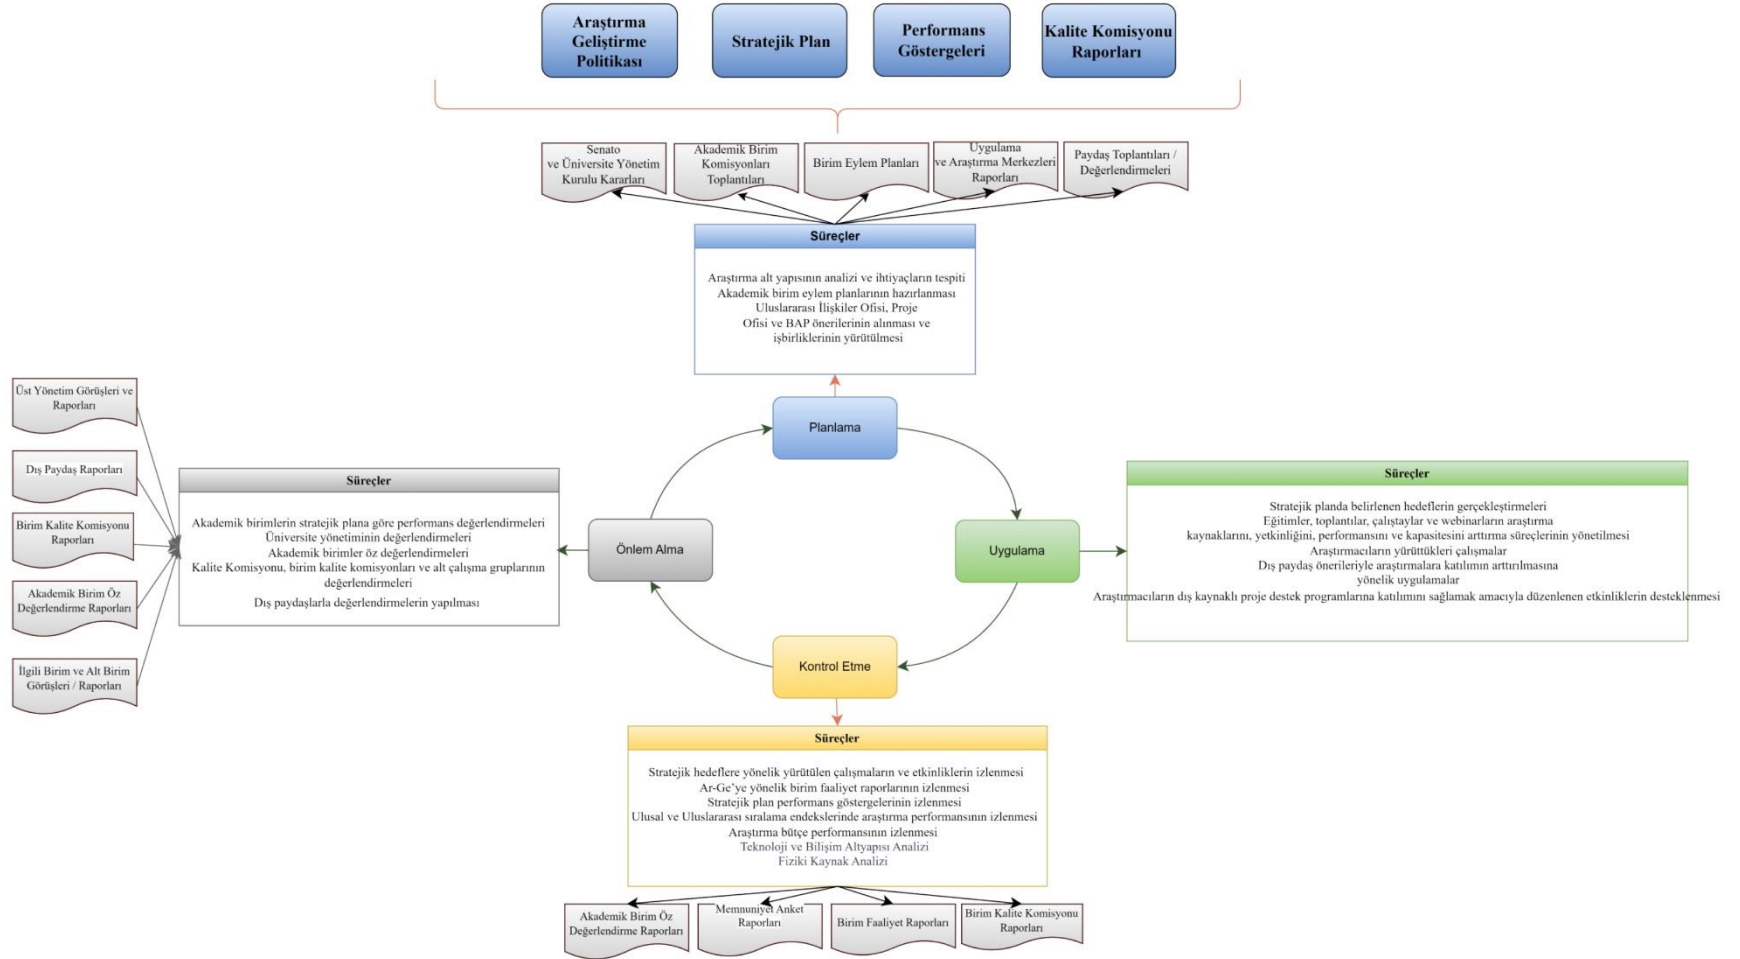 Araştırma
Geliştirme
Politikası
Stratejik Plan
Performans
Göstergeleri
Kalite Komisyonu
Raporları
Senato
ve Üniversite Yönetim
Kurulu Kararları
Akademik Birim
Komisyonları
Toplantıları
Birim Eylem Planları
Uygulama
ve Araştırma Merkezleri
Raporları
Paydaş Toplantıları /
Değerlendirmeleri
Süreçler
Araştırma alt yapısının analizi ve ihtiyaçların tespiti
Akademik birim eylem planlarının hazırlanması
Uluslararası İlişkiler Ofisi, Proje
Ofisi ve BAP önerilerinin alınması ve
işbirliklerinin yürütülmesi
Planlama
Üst Yönetim Görüşleri ve
Raporları
Dış Paydaş Raporları
Birim Kalite Komisyonu
Raporları
Akademik Birim Öz
Değerlendirme Raporları
İlgili Birim ve Alt Birim
Görüşleri / Raporları
Süreçler
Akademik birimlerin stratejik plana göre performans değerlendirmeleri
Üniversite yönetiminin değerlendirmeleri
Akademik birimler öz değerlendirmeleri
Kalite Komisyonu, birim kalite komisyonları ve alt çalışma gruplarının
değerlendirmeleri
Dış paydaşlarla değerlendirmelerin yapılması
Önlem Alma
Uygulama
Süreçler
Stratejik planda belirlenen hedeflerin gerçekleştirmeleri
Eğitimler, toplantılar, çalıştaylar ve webinarların araştırma
kaynaklarını, yetkinliğini, performansını ve kapasitesini arttırma süreçlerinin yönetilmesi
Araştırmacıların yürüttükleri çalışmalar
Dış paydaş önerileriyle araştırmalara katılımın arttırılmasına
yönelik uygulamalar
Araştırmacıların dış kaynaklı proje destek programlarına katılımını sağlamak amacıyla düzenlenen etkinliklerin desteklenmesi
Kontrol Etme
Süreçler
Stratejik hedeflere yönelik yürütülen çalışmaların ve etkinliklerin izlenmesi
Ar-Ge'ye yönelik birim faaliyet raporlarının izlenmesi
Stratejik plan performans göstergelerinin izlenmesi
Ulusal ve Uluslararası sıralama endekslerinde araştırma performansının izlenmesi
Araştırma bütçe performansının izlenmesi
Teknoloji ve Bilişim Altyapısı Analizi
Fiziki Kaynak Analizi
Akademik Birim Öz
Değerlendirme Raporları
Memnuniyet Anket
Raporları
Birim Faaliyet Raporları
Birim Kalite Komisyonu
Raporları